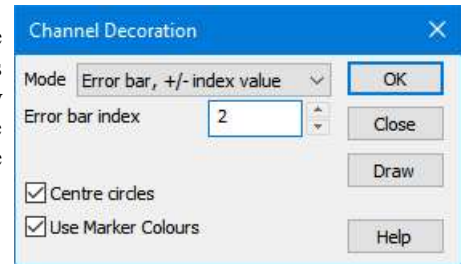 Channel Decoration
Mode Error bar, +/- index value OK
Error bar index 2 Close
Draw
Centre circles
Use Marker Colours Help